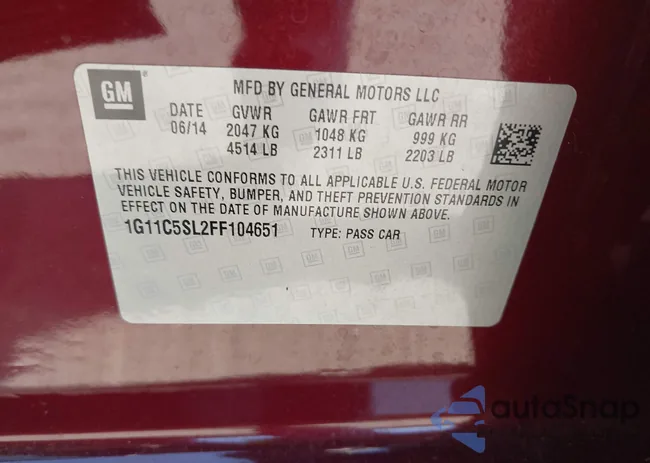 GM
MFD BY GENERAL MOTORS LLC
DATE GVWR GAWR FRT GAWR RR
06/14 2047 KG 1048 KG 999 KG
4514 LB 2311 LB 2203 LB
THIS VEHICLE CONFORMS TO ALL APPLICABLE U.S. FEDERAL MOTOR
VEHICLE SAFETY, BUMPER, AND THEFT PREVENTION STANDARDS IN
EFFECT ON THE DATE OF MANUFACTURE SHOWN ABOVE.
1G11C5SL2FF104651 TYPE: PASS CAR
autoSnap